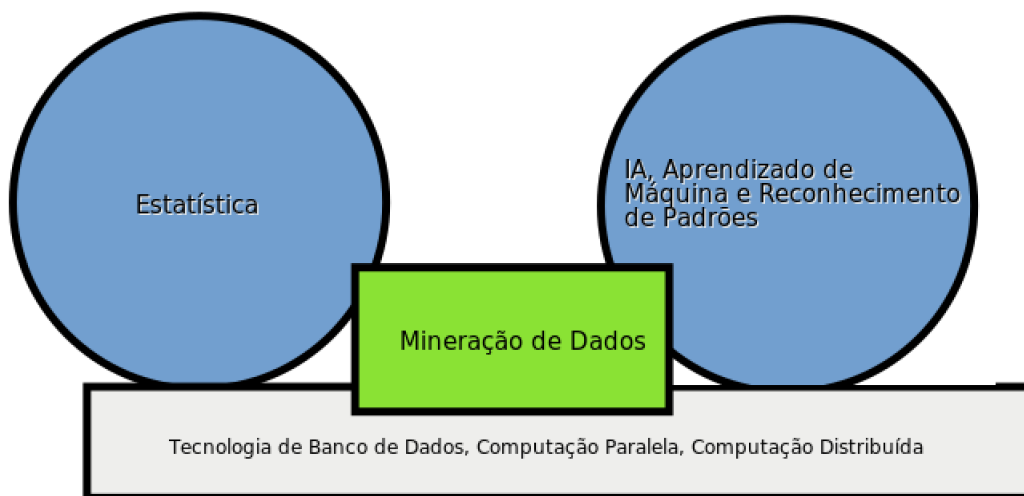 Estatística
IA, Aprendizado de
Máquina e Reconhecimento
de Padrões
Mineração de Dados
Tecnologia de Banco de Dados, Computação Paralela, Computação Distribuída